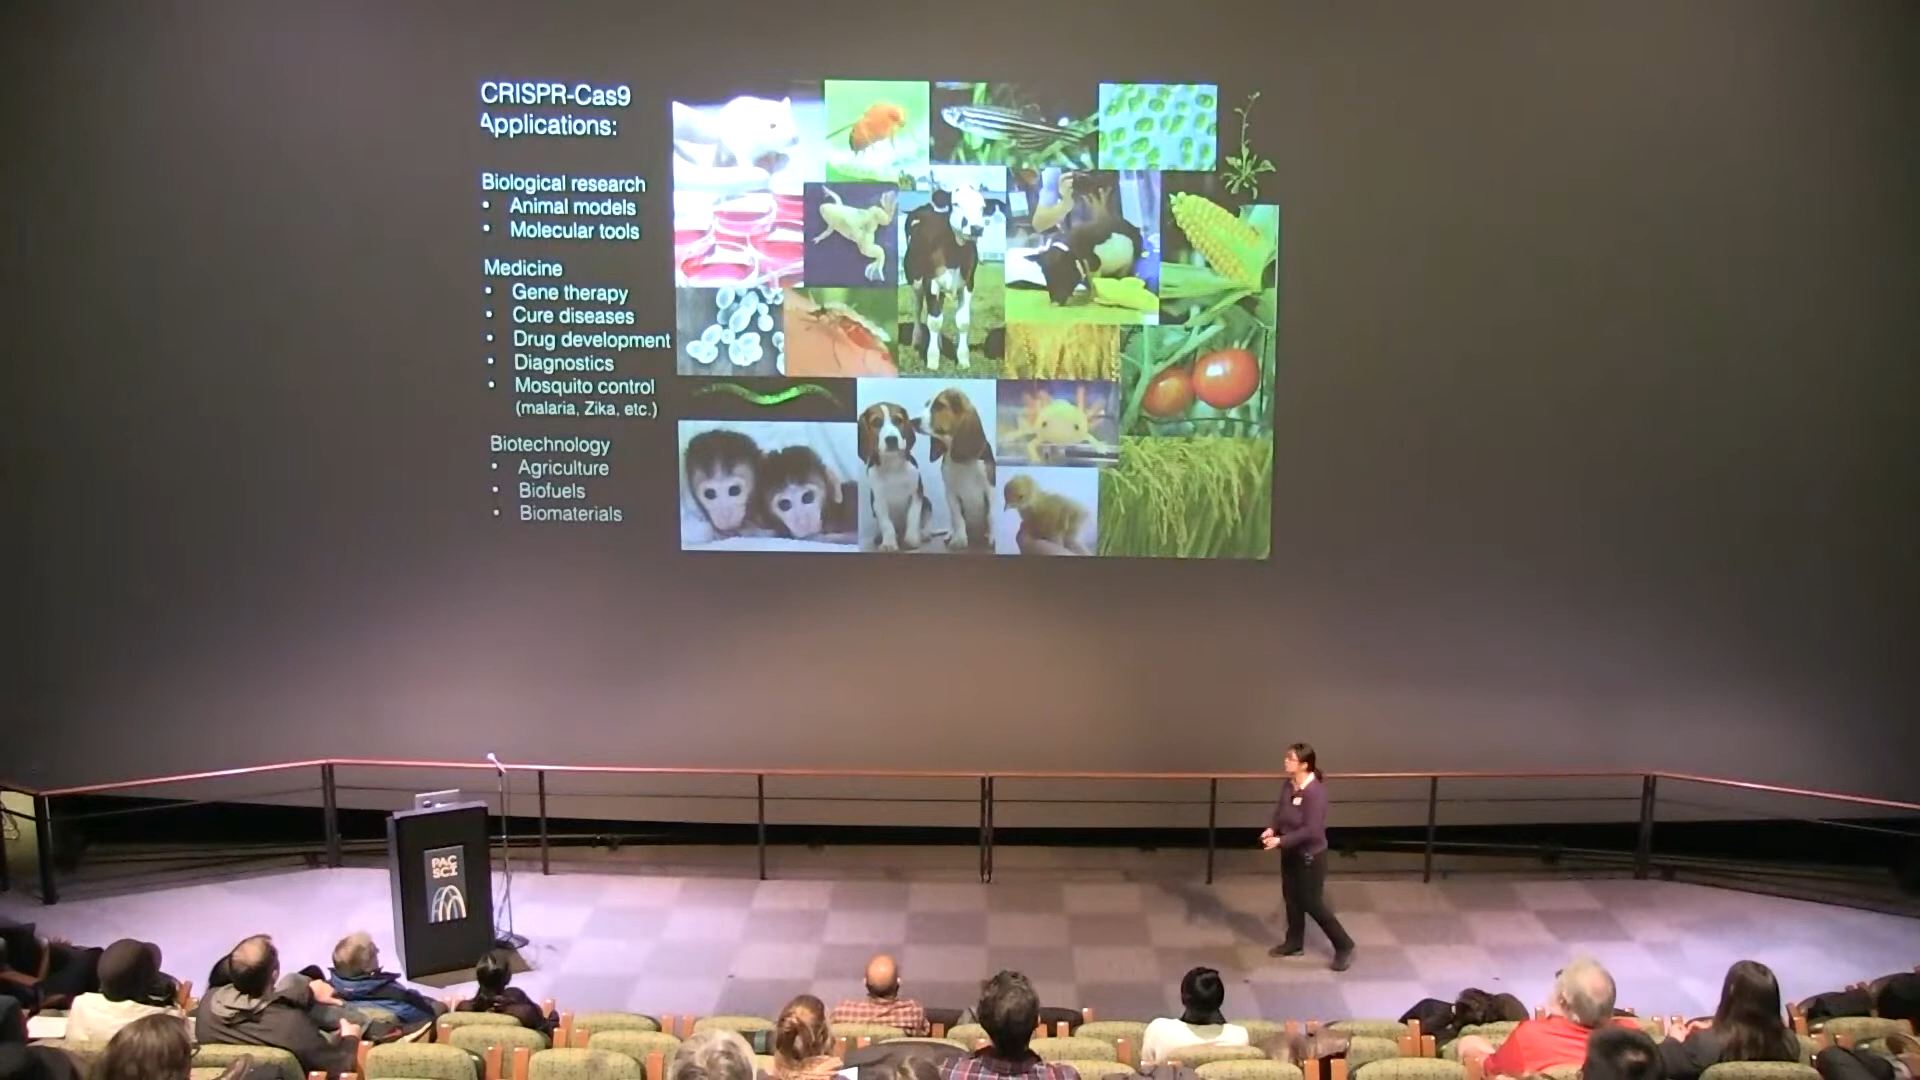 CRISPR-Cas9
Applications:
Biological research
• Animal models
• Molecular tools
Medicine
• Gene therapy
• Cure diseases
• Drug development
• Diagnostics
• Mosquito control
(malaria, Zika, etc.)
Biotechnology
• Agriculture
• Biofuels
• Biomaterials
PAC
SCI